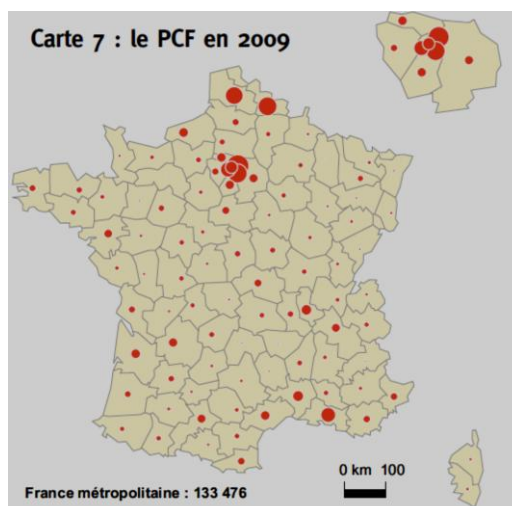 Carte 7 : le PCF en 2009
0 km 100
France métropolitaine : 133 476